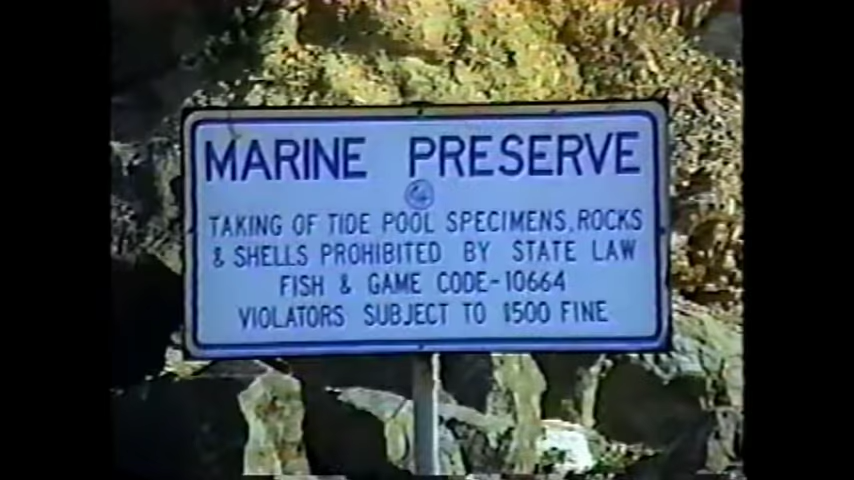 MARINE PRESERVE
TAKING OF TIDE POOL SPECIMENS, ROCKS
& SHELLS PROHIBITED BY STATE LAW
FISH & GAME CODE-10664
VIOLATORS SUBJECT TO $500 FINE